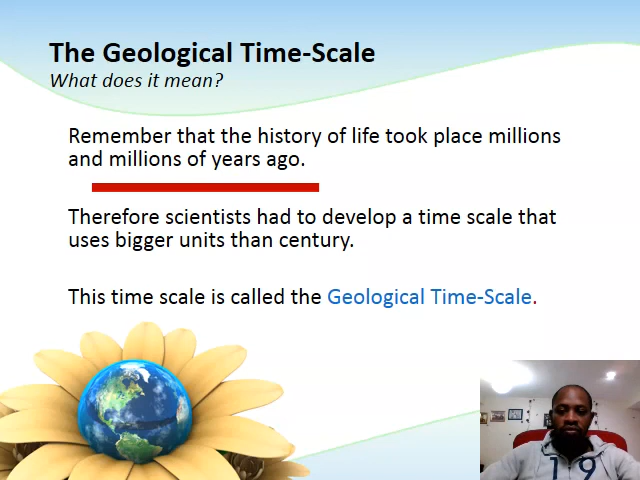 The Geological Time-Scale
What does it mean?
Remember that the history of life took place millions
and millions of years ago.
Therefore scientists had to develop a time scale that
uses bigger units than century.
This time scale is called the Geological Time-Scale.
19